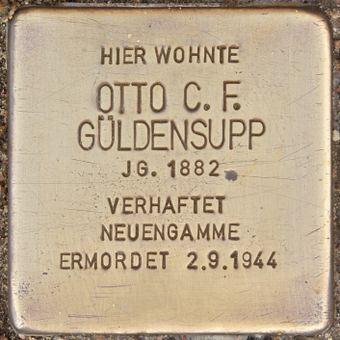 HIER WOHNTE
OTTO C. F.
GÜLDENSUPP
JG. 1882
VERHAFTET
NEUENGAMME
ERMORDET 2.9.1944